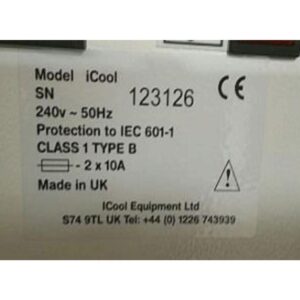 Model iCool
SN 123126
240v ~ 50Hz
Protection to IEC 601-1
CLASS 1 TYPE B
- 2 x 10A
Made in UK
CE
!
ICool Equipment Ltd
S74 9TL UK Tel: +44 (0) 1226 743939